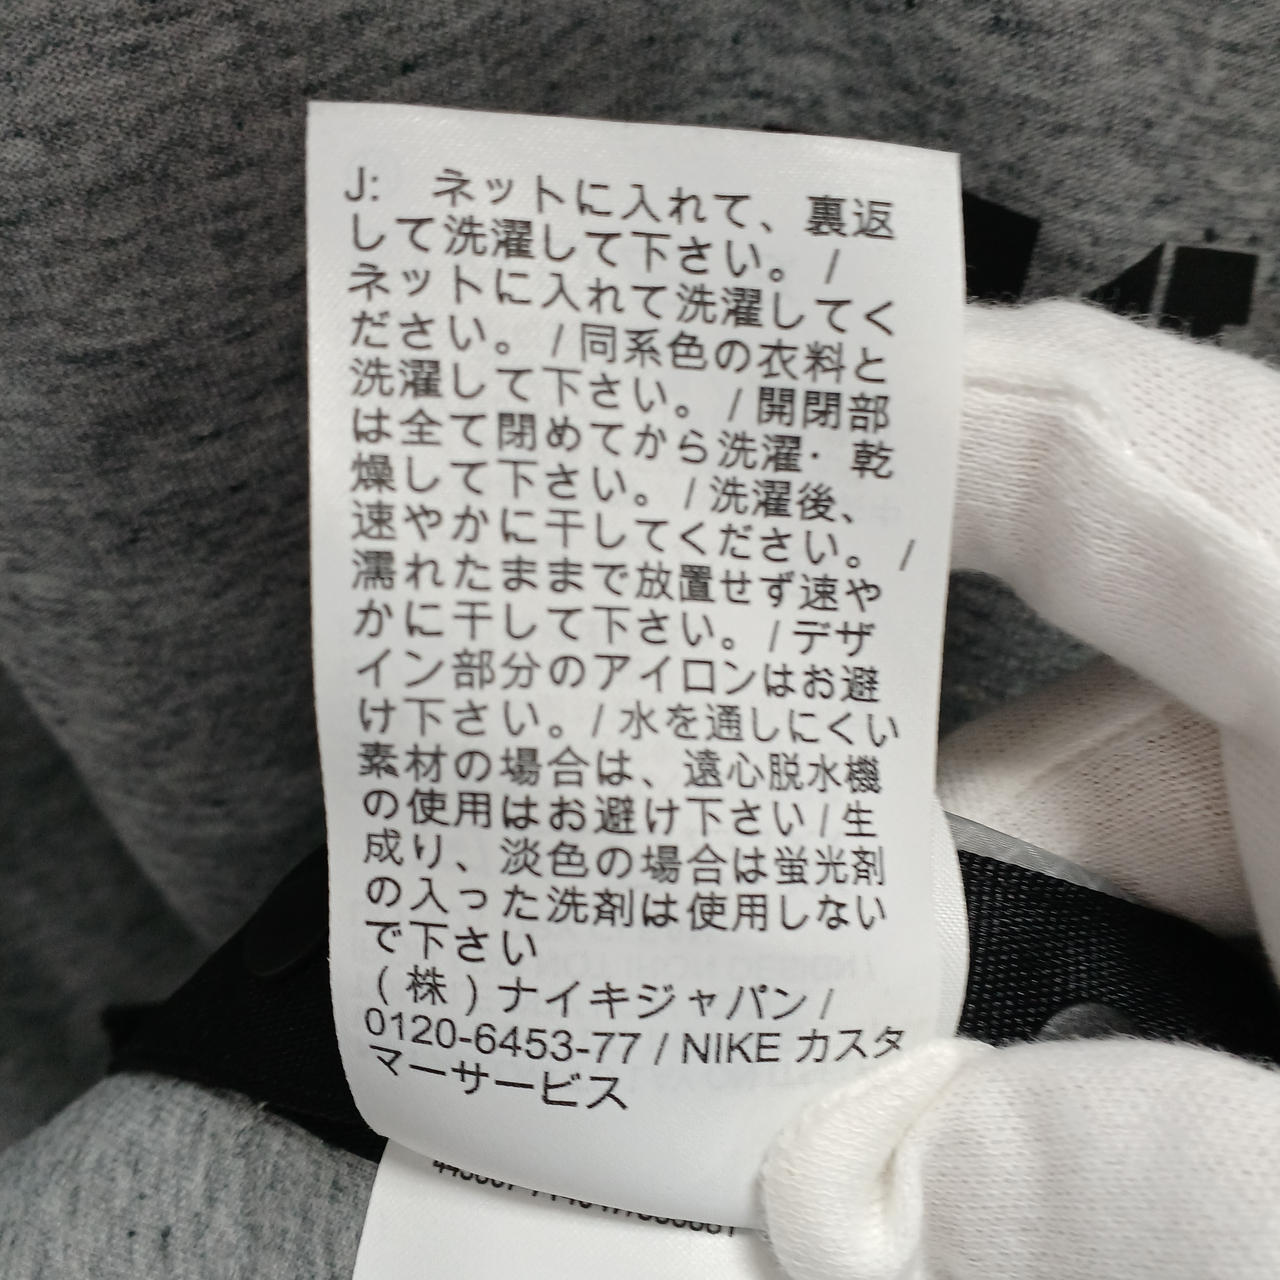 J: ネットに入れて、裏返
して洗濯して下さい。 /
ネットに入れて洗濯してく
ださい。 / 同系色の衣料と
洗濯して下さい。 / 開閉部
は全て閉めてから洗濯・乾
燥して下さい。 / 洗濯後、
速やかに干してください。 /
濡れたままで放置せず速や
かに干して下さい。 / デザ
イン部分のアイロンはお避
け下さい。 / 水を通しにくい
素材の場合は、遠心脱水機
の使用はお避け下さい / 生
成り、淡色の場合は蛍光剤
の入った洗剤は使用しない
で下さい
(株)ナイキジャパン /
0120-6453-77 / NIKE カスタ
マーサービス